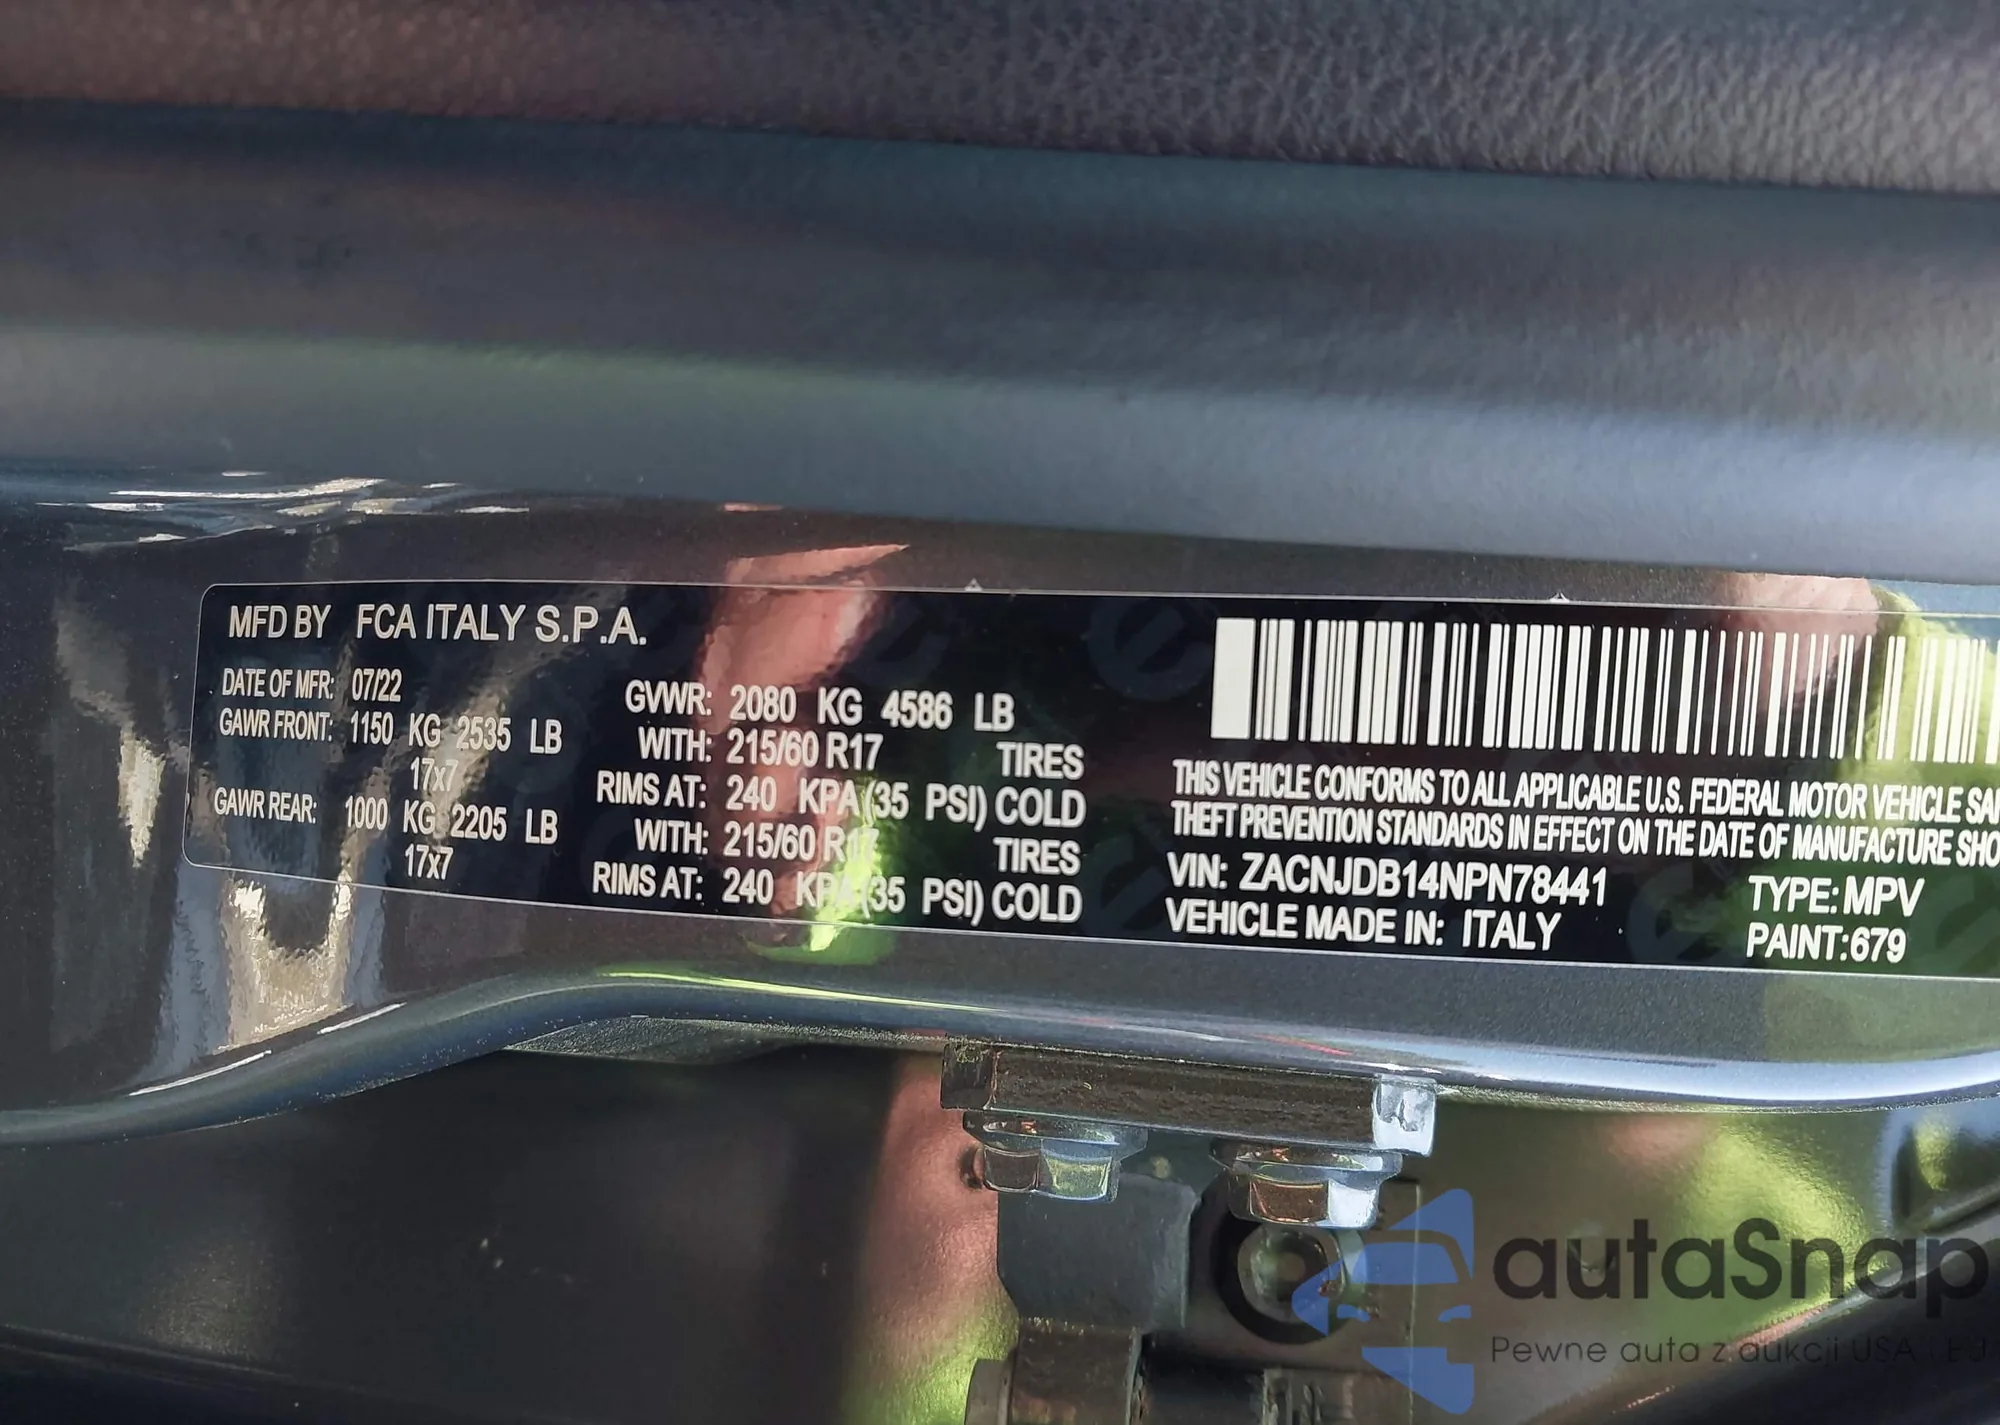 MFD BY FCA ITALY S.P.A.
DATE OF MFR: 07/22
GAWR FRONT: 1150 KG 2535 LB
17x7
GAWR REAR: 1000 KG 2205 LB
17x7
GVWR: 2080 KG 4586 LB
WITH: 215/60 R17 TIRES
RIMS AT: 240 KPA(35 PSI) COLD
WITH: 215/60 R17 TIRES
RIMS AT: 240 KPA(35 PSI) COLD
THIS VEHICLE CONFORMS TO ALL APPLICABLE U.S. FEDERAL MOTOR VEHICLE SA
THEFT PREVENTION STANDARDS IN EFFECT ON THE DATE OF MANUFACTURE SHO
VIN: ZACNJDB14NPN78441 TYPE: MPV
VEHICLE MADE IN: ITALY PAINT:679
autaSnap
Pewne auta z aukcji USA i EU